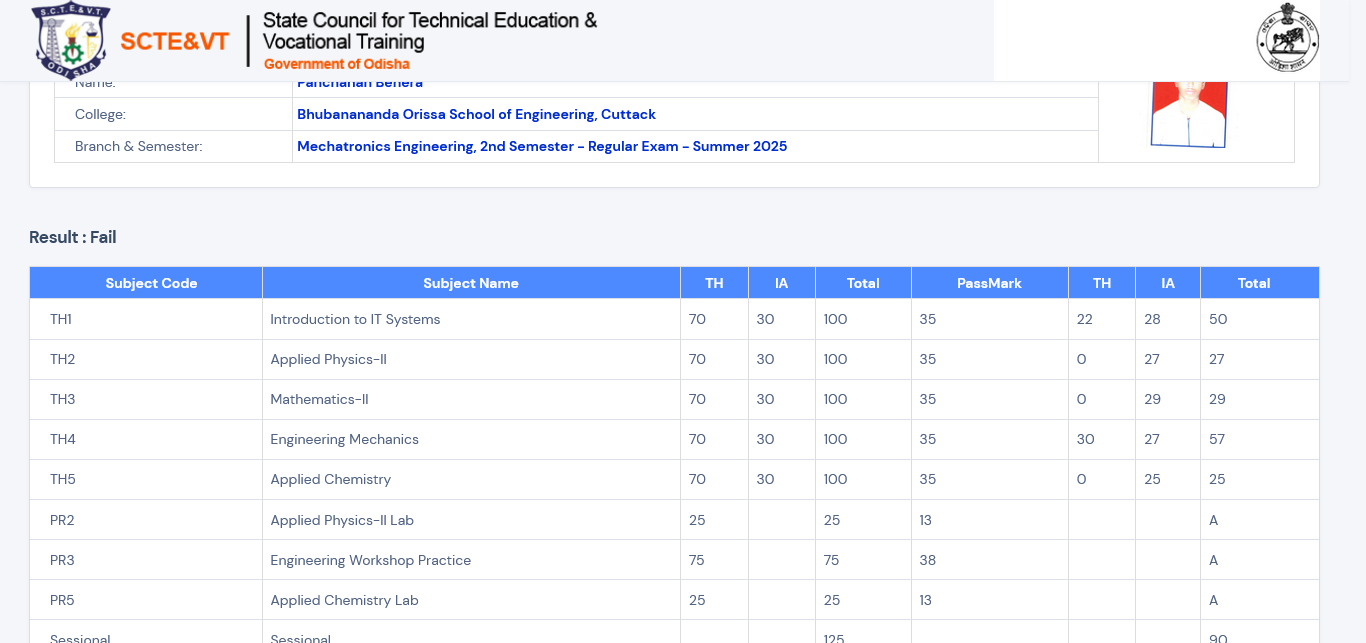 S.C.T.E.& V.T.
ODISHA
SCTE&VT
State Council for Technical Education &
Vocational Training
Government of Odisha
Name: Panchanan Behera
College: Bhubanananda Orissa School of Engineering, Cuttack
Branch & Semester: Mechatronics Engineering, 2nd Semester - Regular Exam - Summer 2025
Result : Fail
Subject Code Subject Name TH IA Total PassMark TH IA Total
TH1 Introduction to IT Systems 70 30 100 35 22 28 50
TH2 Applied Physics-II 70 30 100 35 0 27 27
TH3 Mathematics-II 70 30 100 35 0 29 29
TH4 Engineering Mechanics 70 30 100 35 30 27 57
TH5 Applied Chemistry 70 30 100 35 0 25 25
PR2 Applied Physics-II Lab 25 25 13 A
PR3 Engineering Workshop Practice 75 75 38 A
PR5 Applied Chemistry Lab 25 25 13 A
Sessional Sessional 125 90